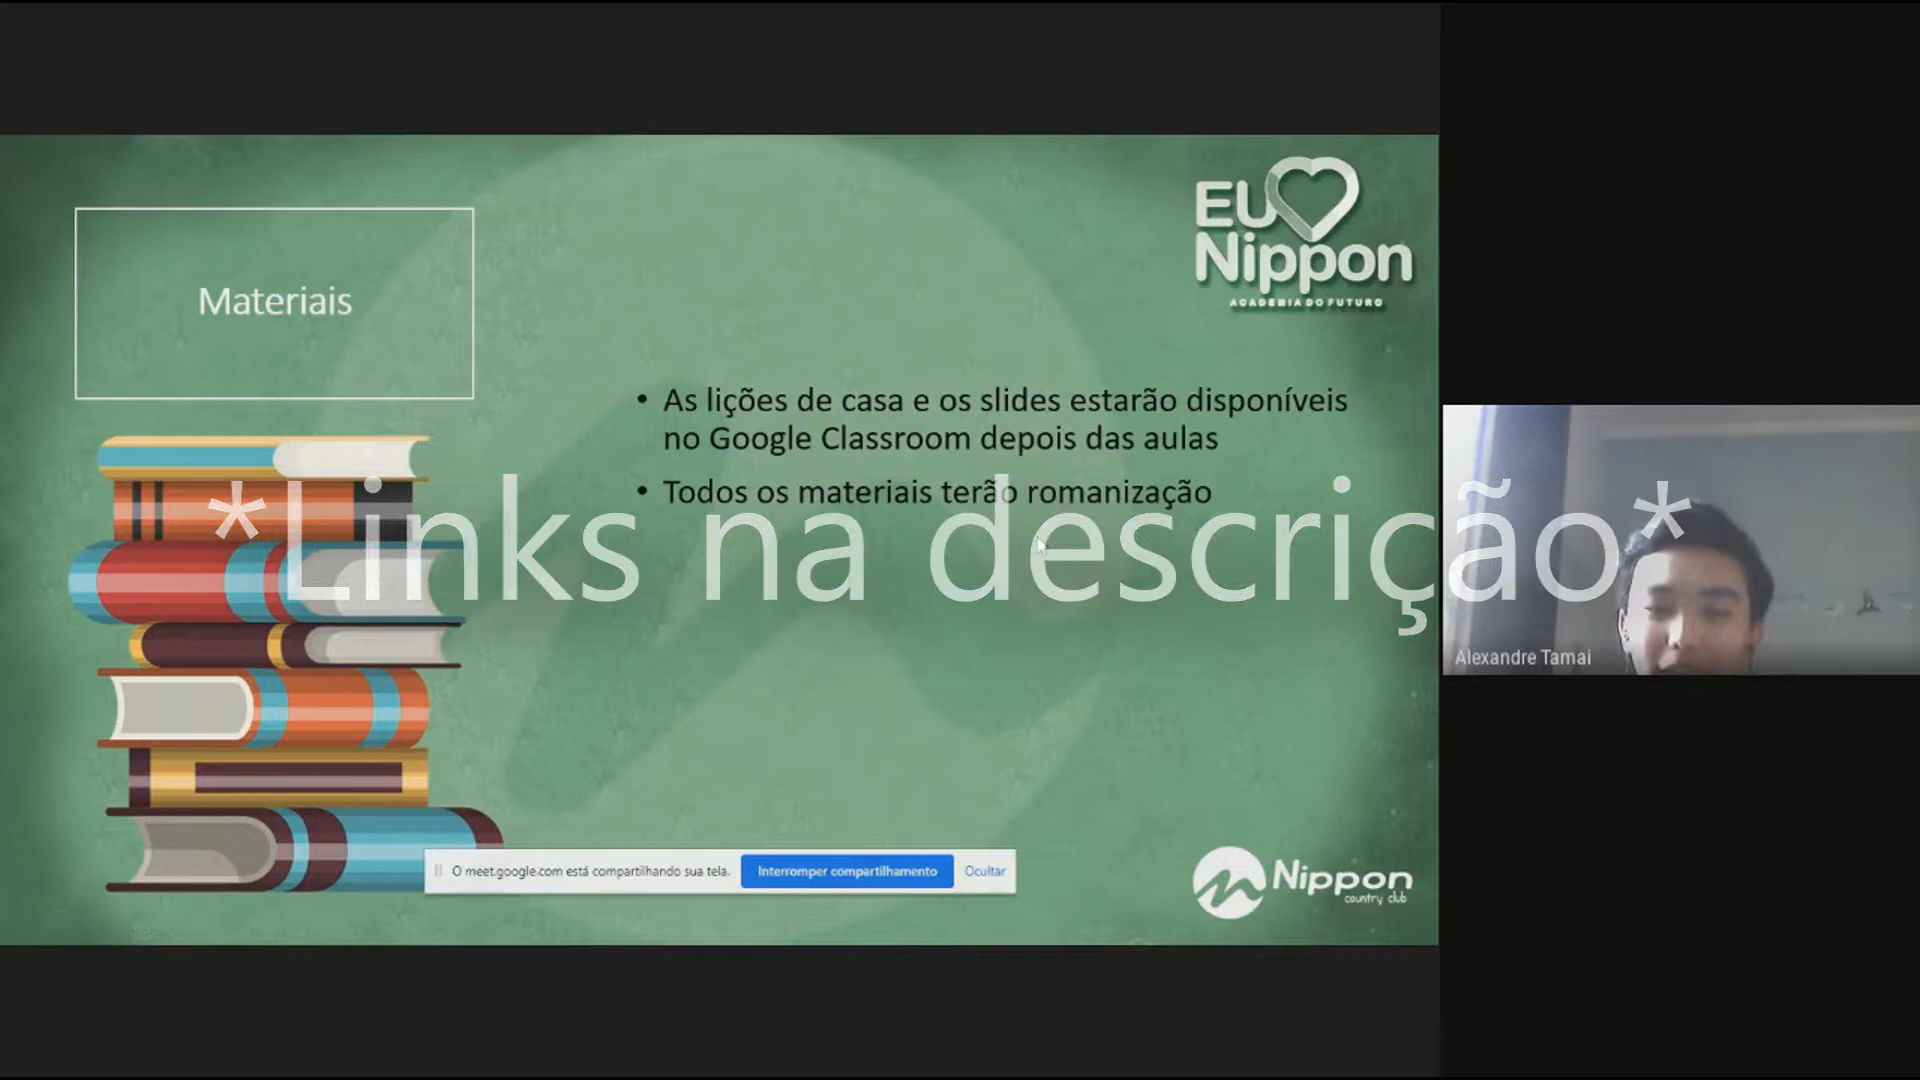 EU
Nippon
ACADEMIA DO FUTURO
Materiais
• As lições de casa e os slides estarão disponíveis
no Google Classroom depois das aulas
• Todos os materiais terão romanização
*Links na descrição*
Alexandre Tamai
O meet.google.com está compartilhando sua tela.
Interromper compartilhamento
Ocultar
Nippon
country club